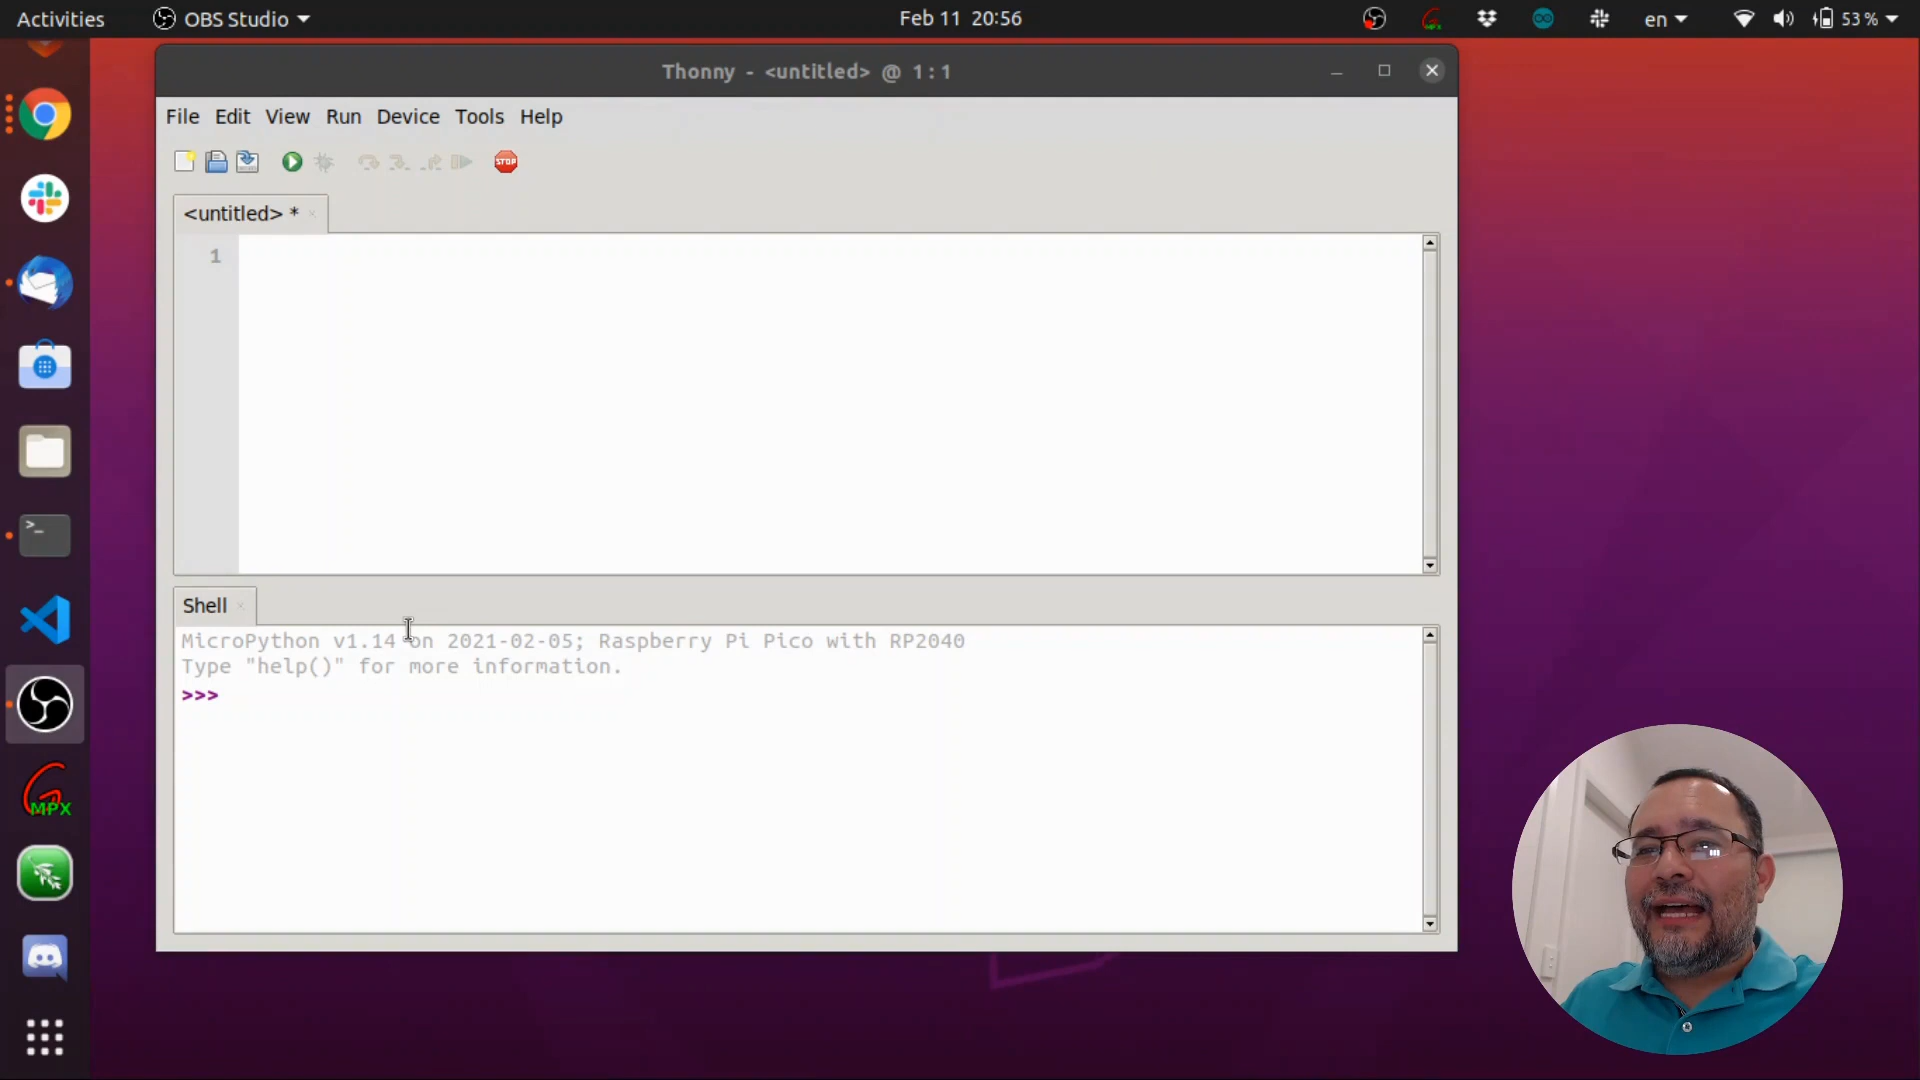 Activities
OBS Studio
Feb 11 20:56
en
53 %
Thonny - <untitled> @ 1 : 1
File Edit View Run Device Tools Help
STOP
<untitled> *
1
Shell
MicroPython v1.14 on 2021-02-05; Raspberry Pi Pico with RP2040
Type "help()" for more information.
>>>
>_
MPX